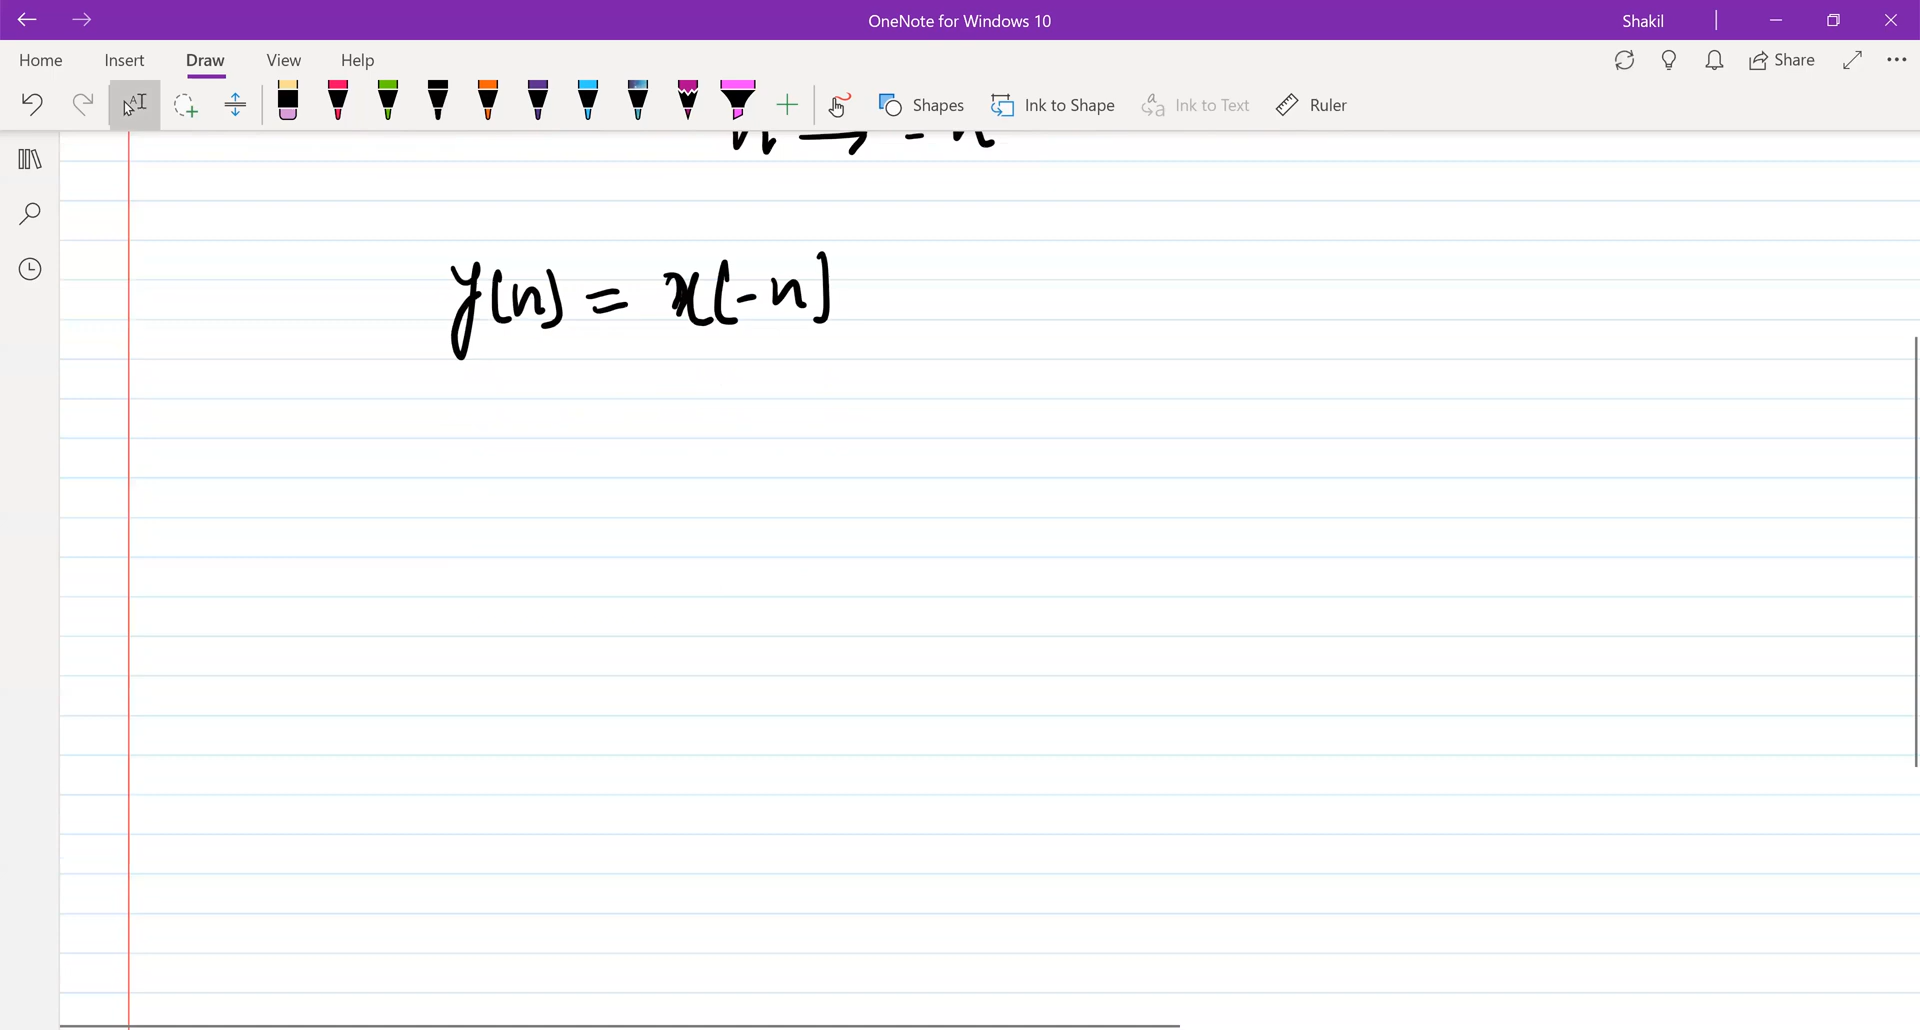 OneNote for Windows 10
Shakil
Home Insert Draw View Help
Share
Shapes Ink to Shape Ink to Text Ruler
n → - n
y[n] = x[-n]